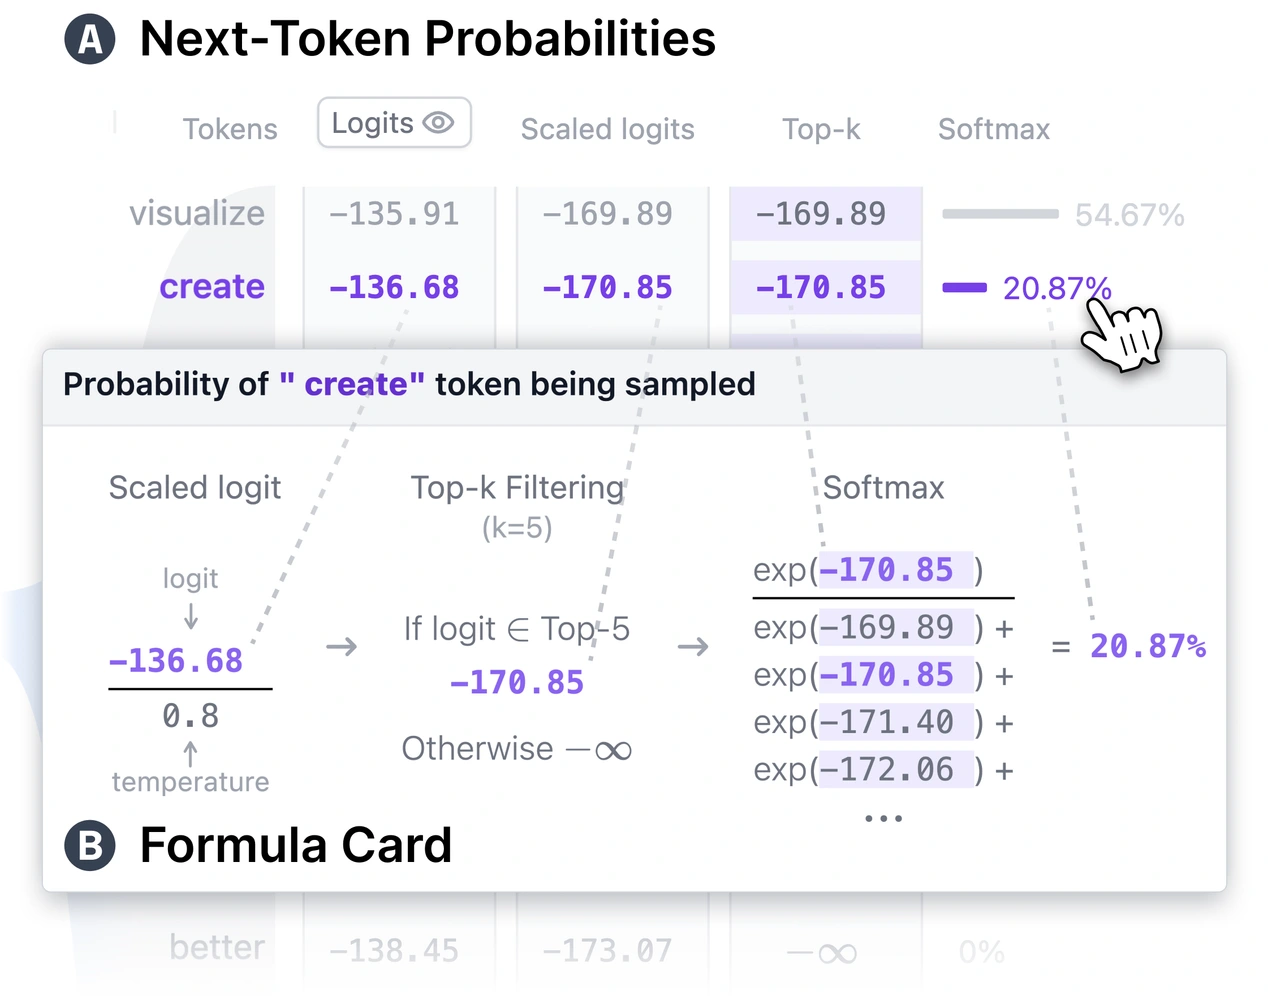 A Next-Token Probabilities
Tokens Logits Scaled logits Top-k Softmax
visualize −135.91 −169.89 −169.89 54.67%
create −136.68 −170.85 −170.85 20.87%
Probability of " create" token being sampled
Scaled logit
logit
↓
−136.68
0.8
↑
temperature
→
Top-k Filtering
(k=5)
If logit ∈ Top-5
−170.85
Otherwise −∞
→
Softmax
exp(−170.85 )
exp(−169.89 ) +
exp(−170.85 ) +
exp(−171.40 ) +
exp(−172.06 ) +
...
= 20.87%
B Formula Card
better −138.45 −173.07 −∞ 0%